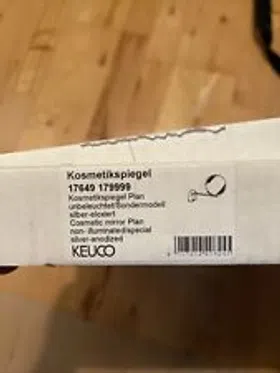 Kosmetikspiegel
17649 179999
Kosmetikspiegel Plan
unbeleuchtet/Sondermodell
silber-eloxiert
Cosmetic mirror Plan
non- illuminated/special
silver-anodized
KEUCO